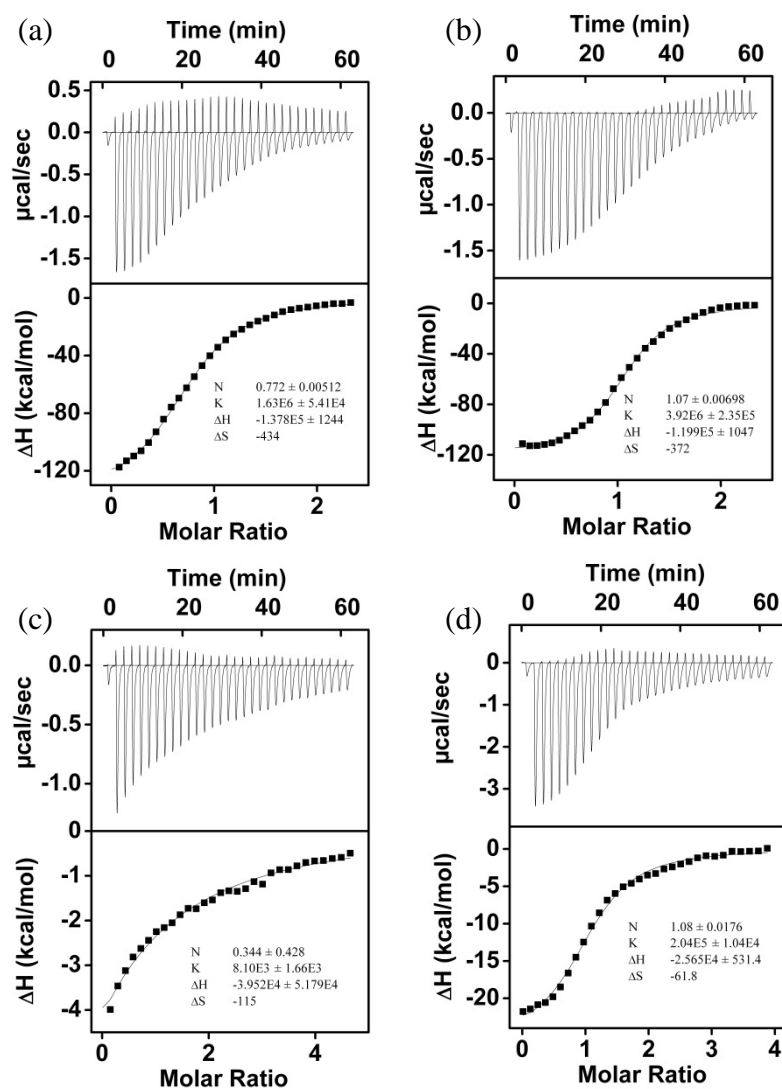 (a)
Time (min)
0 20 40 60
0.5
0.0
-0.5
-1.0
-1.5
µcal/sec
0
-40
-80
-120
ΔH (kcal/mol)
N 0.772 ± 0.00512
K 1.63E6 ± 5.41E4
ΔH -1.378E5 ± 1244
ΔS -434
0 1 2
Molar Ratio
(b)
Time (min)
0 20 40 60
0.0
-0.5
-1.0
-1.5
µcal/sec
0
-40
-80
-120
ΔH (kcal/mol)
N 1.07 ± 0.00698
K 3.92E6 ± 2.35E5
ΔH -1.199E5 ± 1047
ΔS -372
0 1 2
Molar Ratio
(c)
Time (min)
0 20 40 60
0.0
-0.5
-1.0
µcal/sec
0
-1
-2
-3
-4
ΔH (kcal/mol)
N 0.344 ± 0.428
K 8.10E3 ± 1.66E3
ΔH -3.952E4 ± 5.179E4
ΔS -115
0 2 4
Molar Ratio
(d)
Time (min)
0 20 40 60
0
-1
-2
-3
µcal/sec
0
-5
-10
-15
-20
ΔH (kcal/mol)
N 1.08 ± 0.0176
K 2.04E5 ± 1.04E4
ΔH -2.565E4 ± 531.4
ΔS -61.8
0 1 2 3 4
Molar Ratio